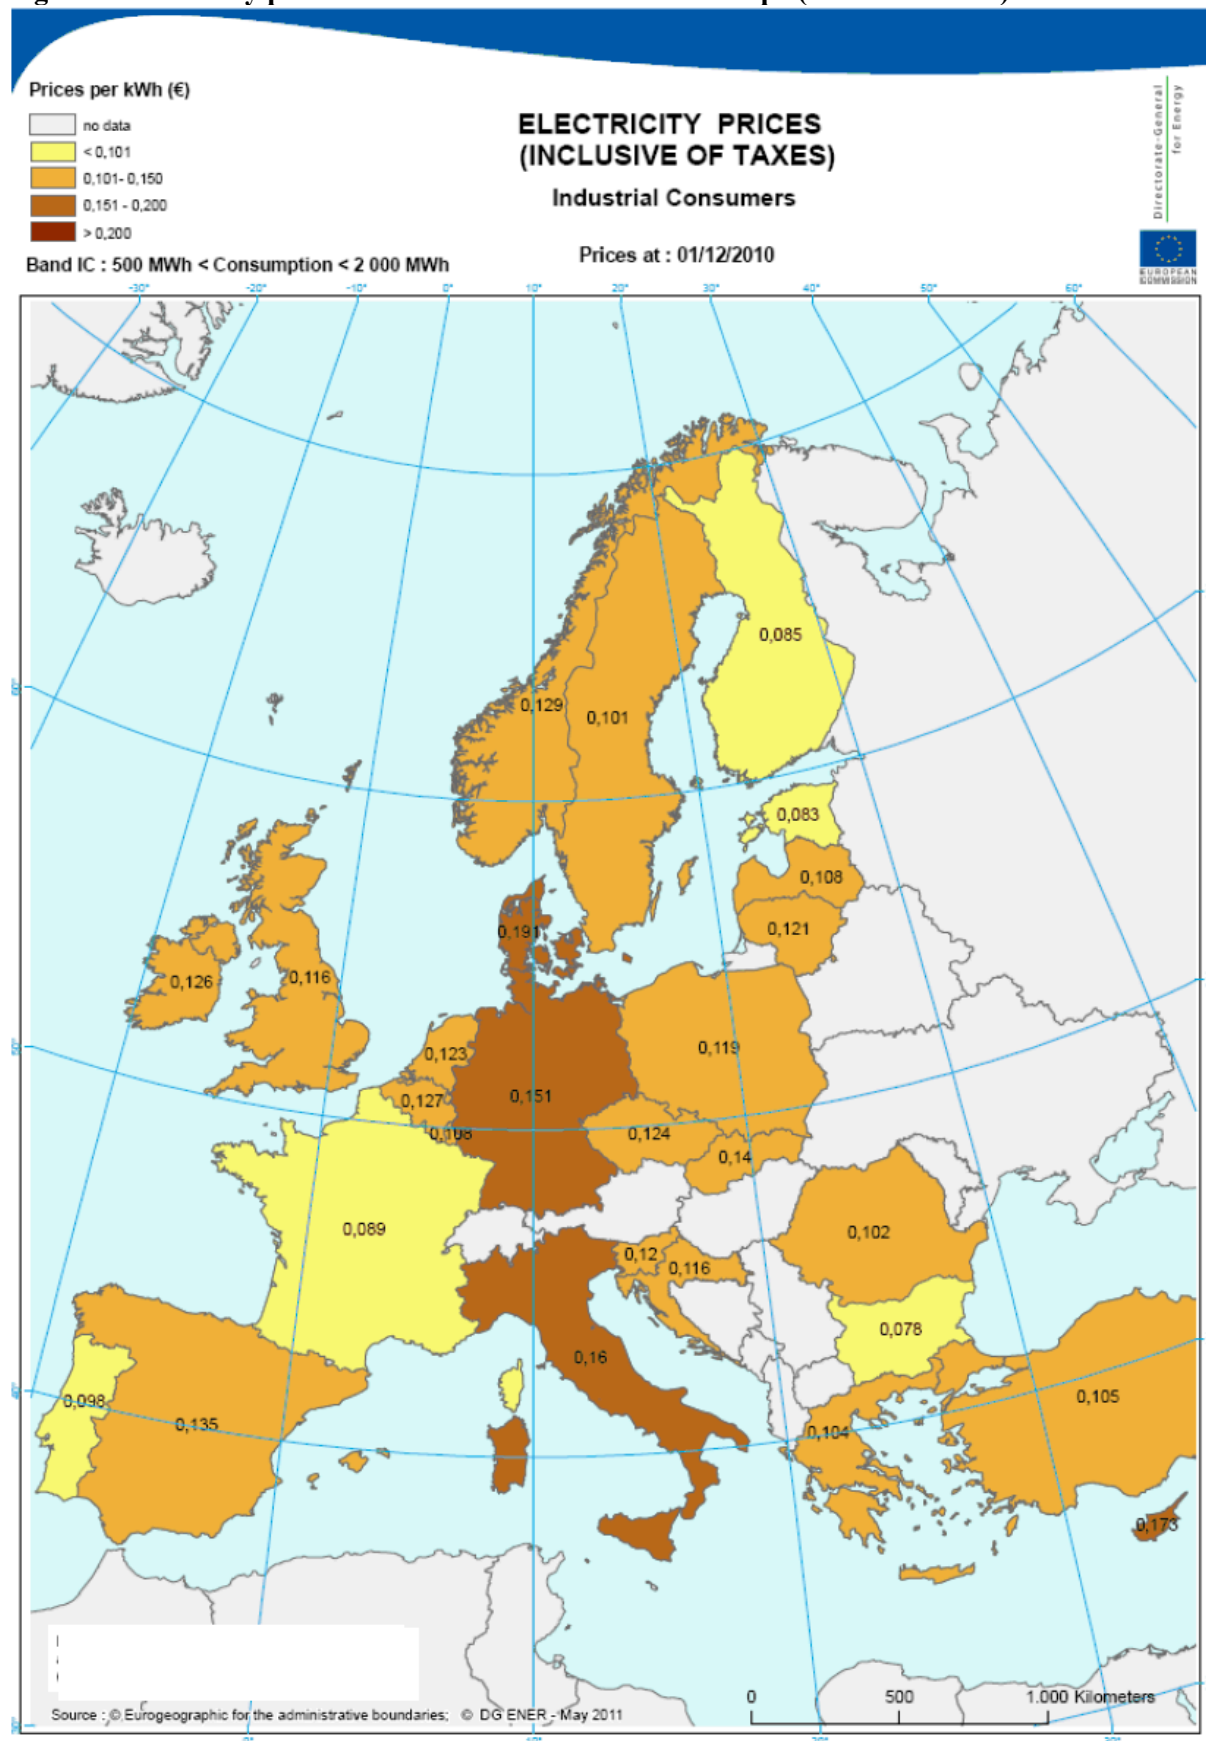 Prices per kWh (€)
no data
< 0,101
0,101- 0,150
0,151 - 0,200
> 0,200
Band IC : 500 MWh < Consumption < 2 000 MWh
ELECTRICITY PRICES
(INCLUSIVE OF TAXES)
Industrial Consumers
Prices at : 01/12/2010
Directorate-General
for Energy
EUROPEAN
COMMISSION
-30° -20° -10° 0° 10° 20° 30° 40° 50° 60°
0,085
0,129
0,101
0,083
0,108
0,121
0,191
0,126
0,116
0,123
0,119
0,151
0,127
0,124
0,108
0,14
0,089
0,102
0,12
0,116
0,078
0,16
0,105
0,098
0,135
0,104
0,173
0 500 1.000 Kilometers
Source : © Eurogeographic for the administrative boundaries; © DG ENER - May 2011